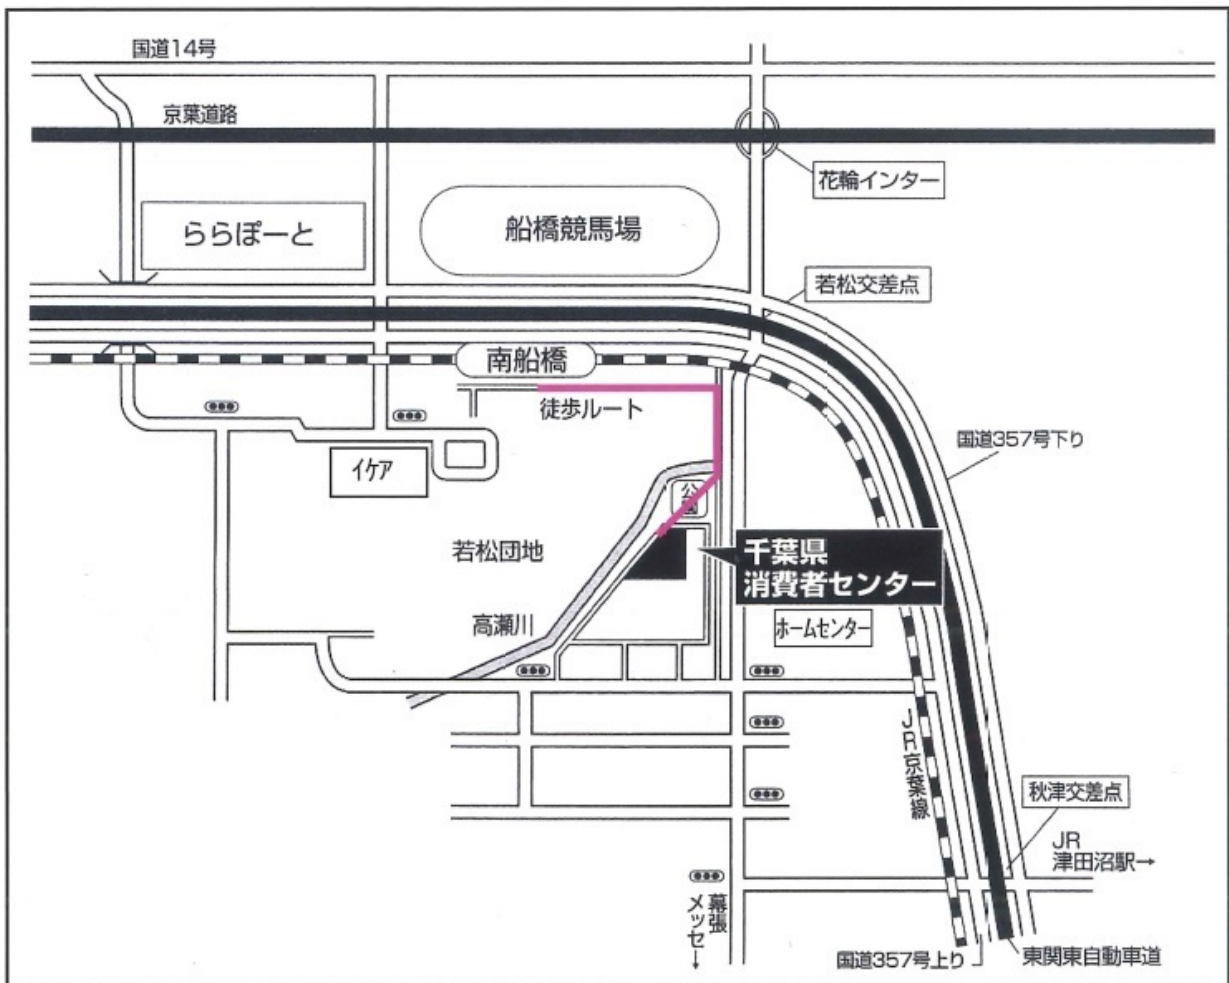 国道14号
京葉道路
花輪インター
ららぽーと
船橋競馬場
若松交差点
南船橋
徒歩ルート
国道357号下り
イケア
公園
若松団地
千葉県
消費者センター
高瀬川
ホームセンター
JR京葉線
秋津交差点
JR
津田沼駅→
幕張
メッセ→
国道357号上り
東関東自動車道